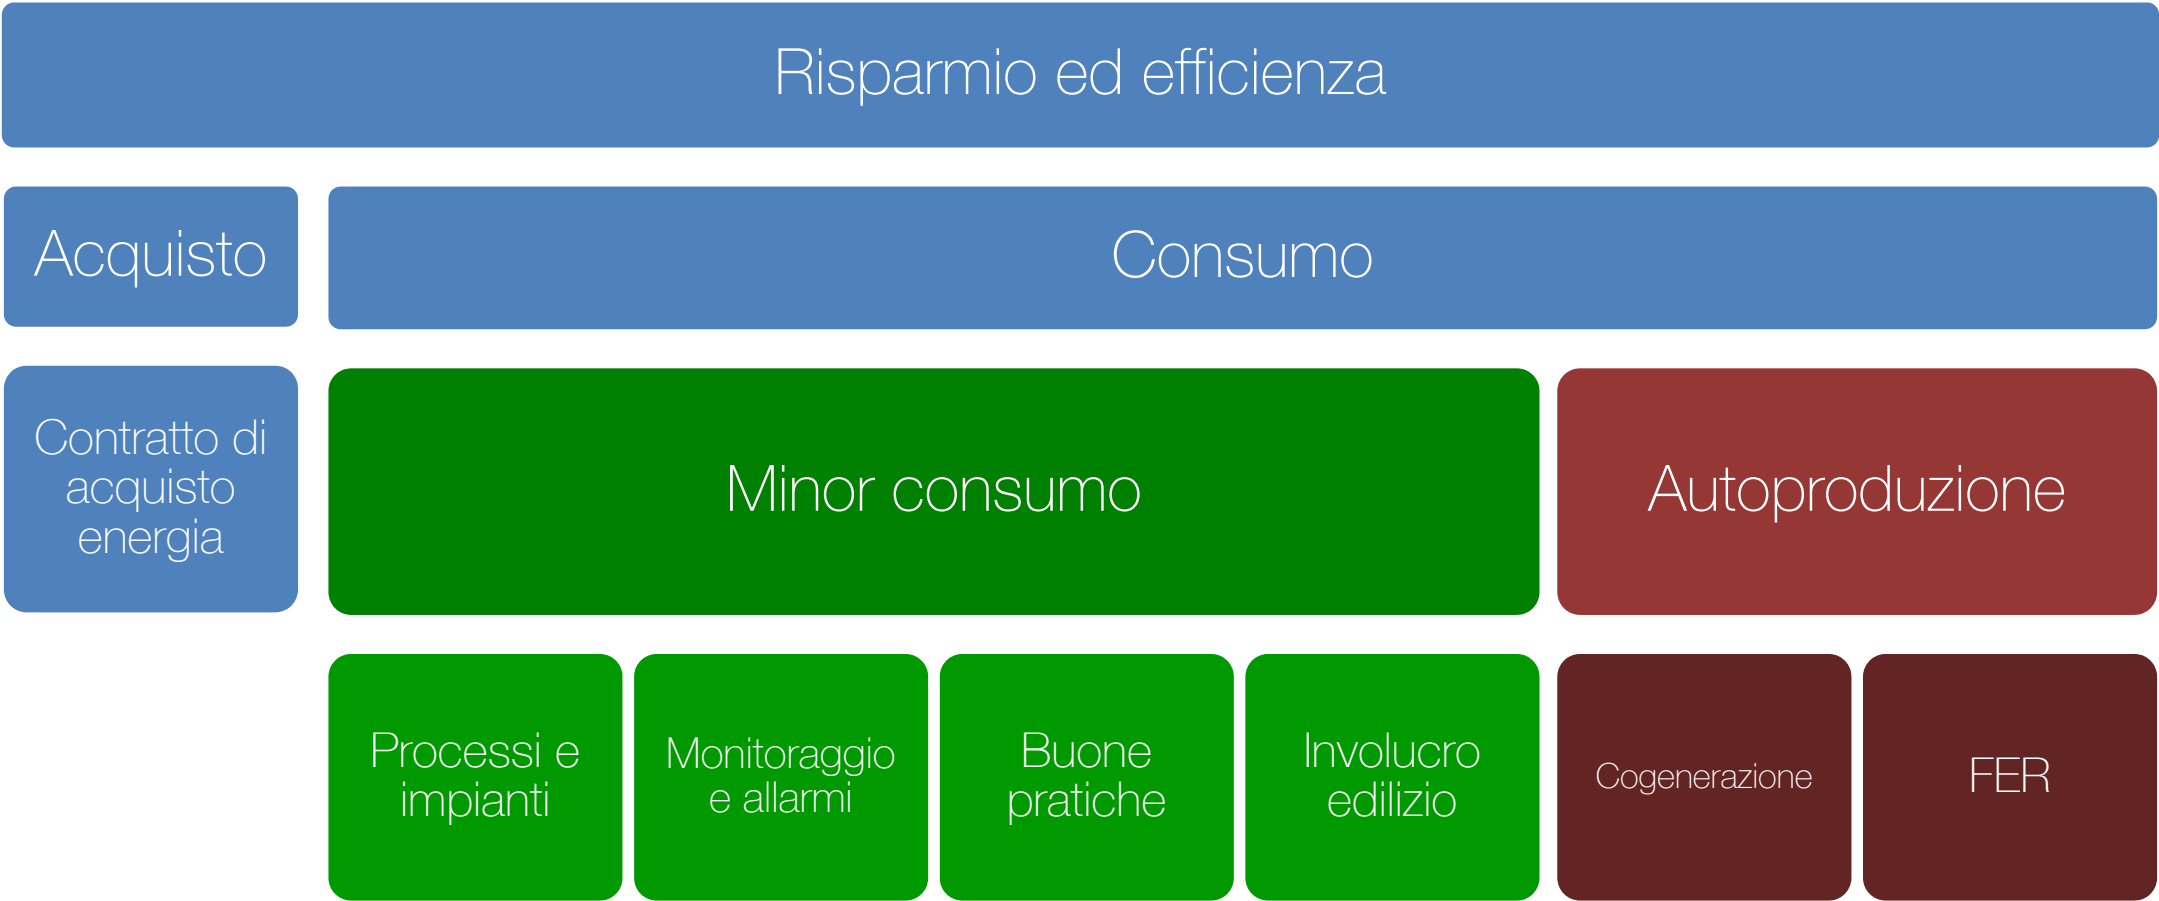 Risparmio ed efficienza
Acquisto
Consumo
Contratto di
acquisto
energia
Minor consumo
Autoproduzione
Processi e
impianti
Monitoraggio
e allarmi
Buone
pratiche
Involucro
edilizio
Cogenerazione
FER